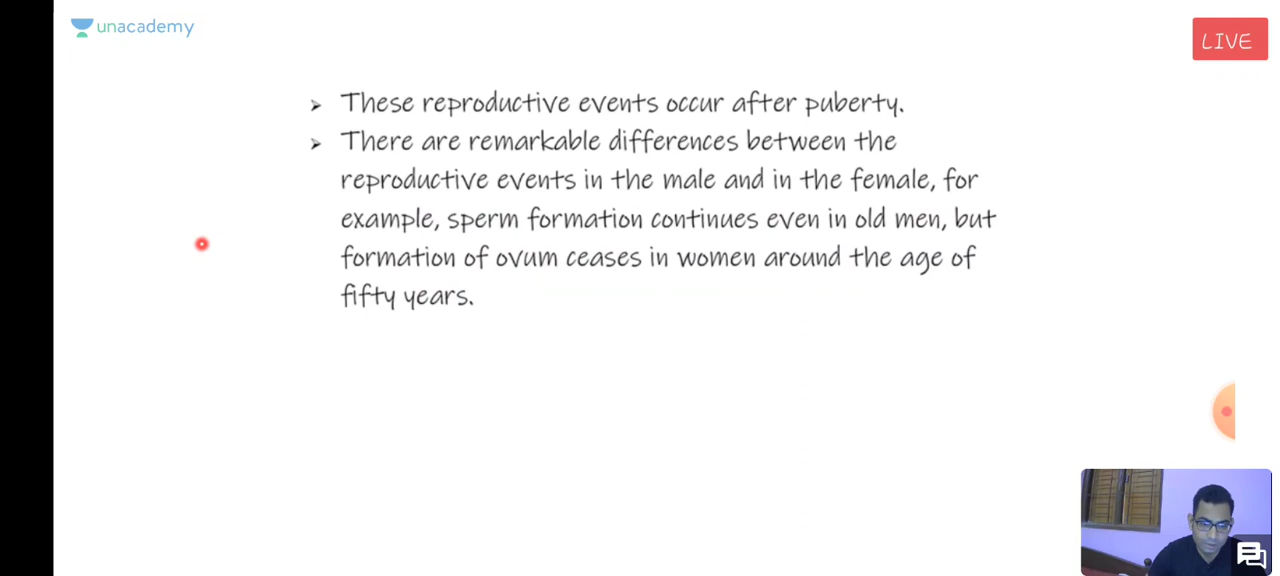 unacademy
LIVE
➢ These reproductive events occur after puberty.
➢ There are remarkable differences between the
reproductive events in the male and in the female, for
example, sperm formation continues even in old men, but
formation of ovum ceases in women around the age of
fifty years.